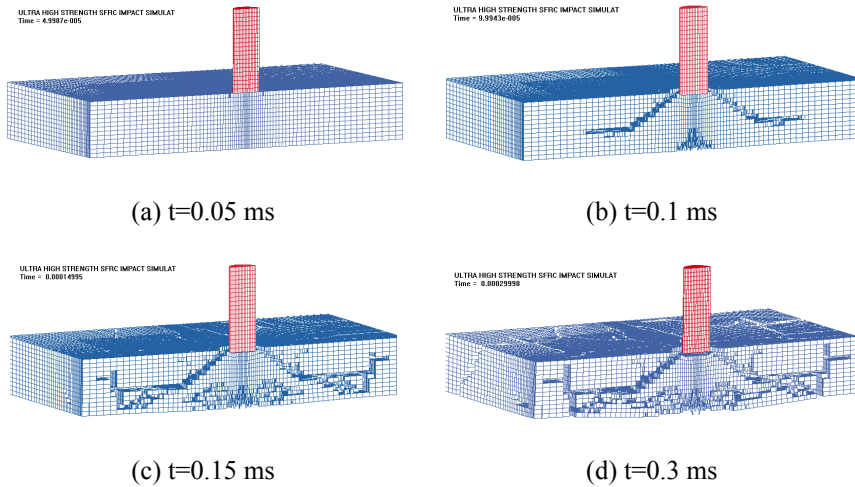 ULTRA HIGH STRENGTH SFRC IMPACT SIMULAT
Time = 4.9987e-005
ULTRA HIGH STRENGTH SFRC IMPACT SIMULAT
Time = 9.9943e-005
(a) t=0.05 ms
(b) t=0.1 ms
ULTRA HIGH STRENGTH SFRC IMPACT SIMULAT
Time = 0.00014995
ULTRA HIGH STRENGTH SFRC IMPACT SIMULAT
Time = 0.00029998
(c) t=0.15 ms
(d) t=0.3 ms